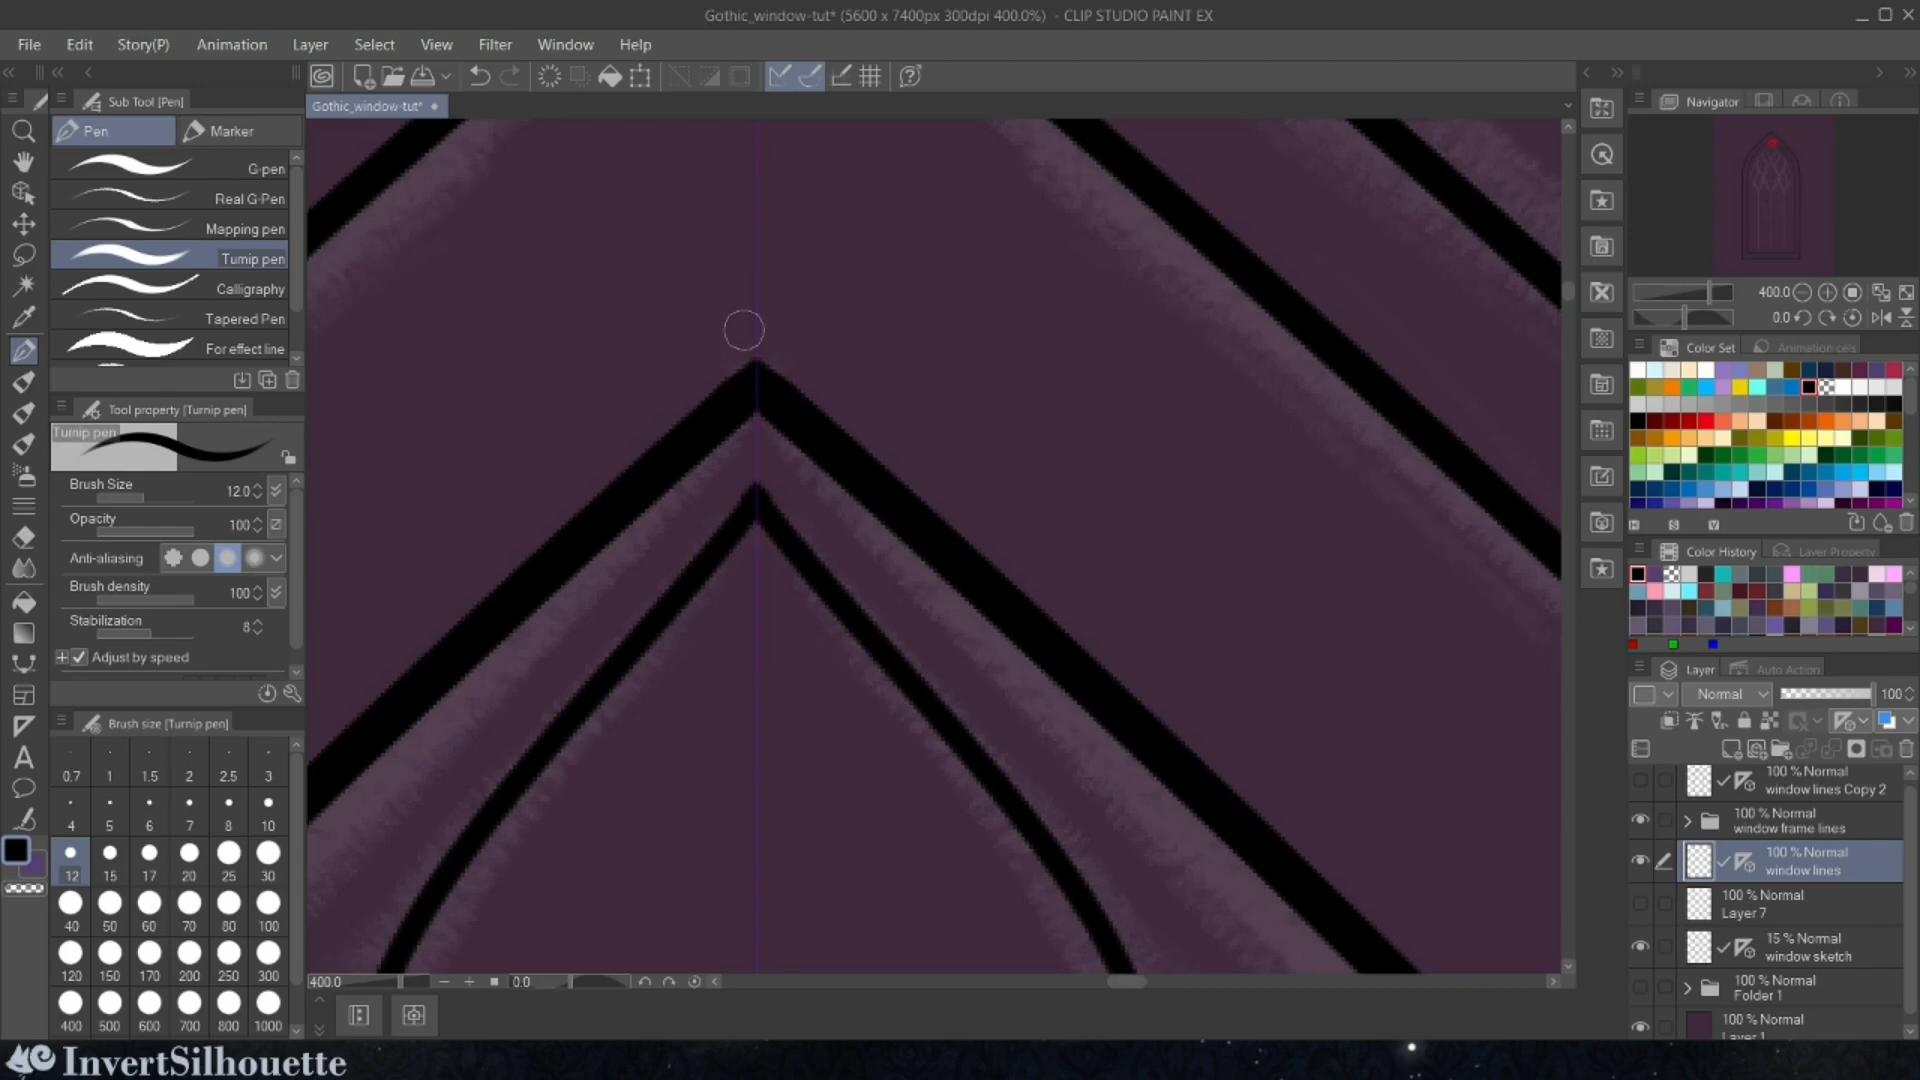 Gothic_window-tut* (5600 x 7400px 300dpi 400.0%)  - CLIP STUDIO PAINT EX
File Edit Story(P) Animation Layer Select View Filter Window Help
Sub Tool [Pen]
Pen Marker
G-pen
Real G-Pen
Mapping pen
Turnip pen
Calligraphy
Tapered Pen
For effect line
Tool property [Turnip pen]
Turnip pen
Brush Size 12.0
Opacity 100
Anti-aliasing
Brush density 100
Stabilization 8
Adjust by speed
Brush size [Turnip pen]
0.7 1 1.5 2 2.5 3
4 5 6 7 8 10
12 15 17 20 25 30
40 50 60 70 80 100
120 150 170 200 250 300
400 500 600 700 800 1000
Gothic_window-tut*
400.0 0.0
Navigator
400.0
0.0
Color Set Animation cels
H S V
Color History Layer Property
Layer Auto Action
Normal 100
100 % Normal
window lines Copy 2
100 % Normal
window frame lines
100 % Normal
window lines
100 % Normal
Layer 7
15 % Normal
window sketch
100 % Normal
Folder 1
100 % Normal
Layer 1
InvertSilhouette